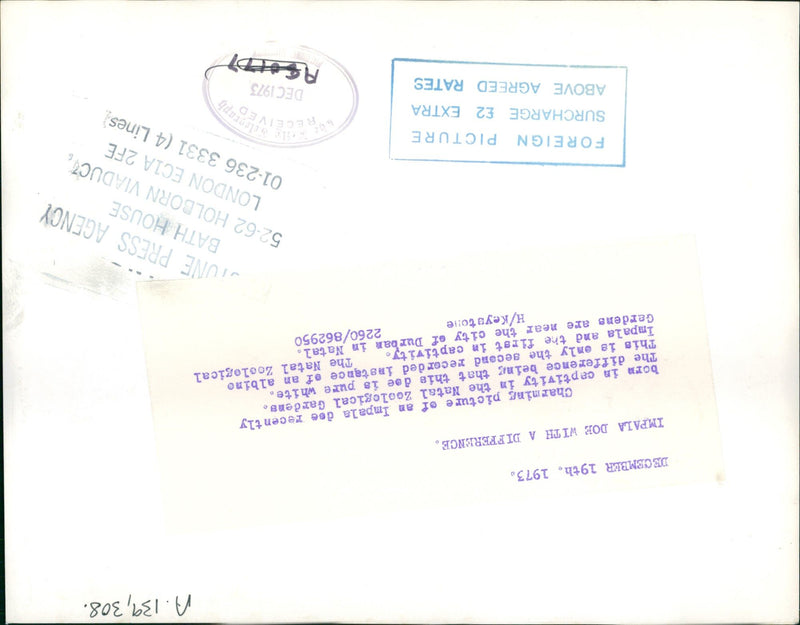 A.139,308.
DECEMBER 19th. 1973.
IMPALA DOE WITH A DIFFERENCE.
Charming picture of an Impala doe recently
born in captivity in the Natal Zoological Gardens.
The difference being that this doe is pure white.
This is only the second recorded instance of an albino
Impala and the first in captivity. The Natal Zoological
Gardens are near the city of Durban in Natal.
H/Keystone 2260/862950
STONE PRESS AGENCY
BATH HOUSE
52-62 HOLBORN VIADUCT,
LONDON EC1A 2FE
01-236 3331 (4 Lines)
FOREIGN PICTURE
SURCHARGE £2 EXTRA
ABOVE AGREED RATES
The Daily Telegraph
RECEIVED
DEC1973